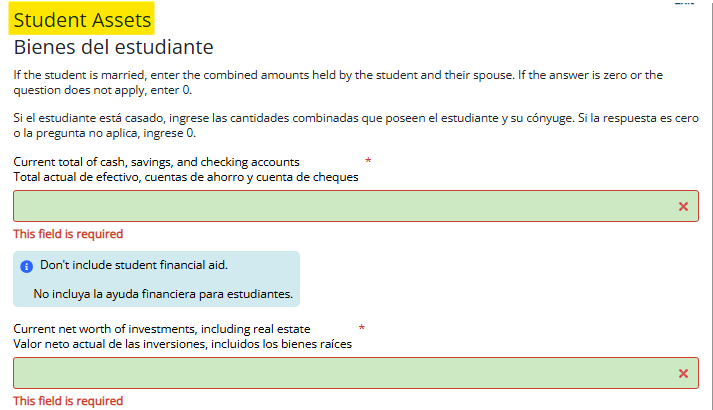 Student Assets
Bienes del estudiante
If the student is married, enter the combined amounts held by the student and their spouse. If the answer is zero or the
question does not apply, enter 0.
Si el estudiante está casado, ingrese las cantidades combinadas que poseen el estudiante y su cónyuge. Si la respuesta es cero
o la pregunta no aplica, ingrese 0.
Current total of cash, savings, and checking accounts *
Total actual de efectivo, cuentas de ahorro y cuenta de cheques
This field is required
Don't include student financial aid.
No incluya la ayuda financiera para estudiantes.
Current net worth of investments, including real estate *
Valor neto actual de las inversiones, incluidos los bienes raíces
This field is required